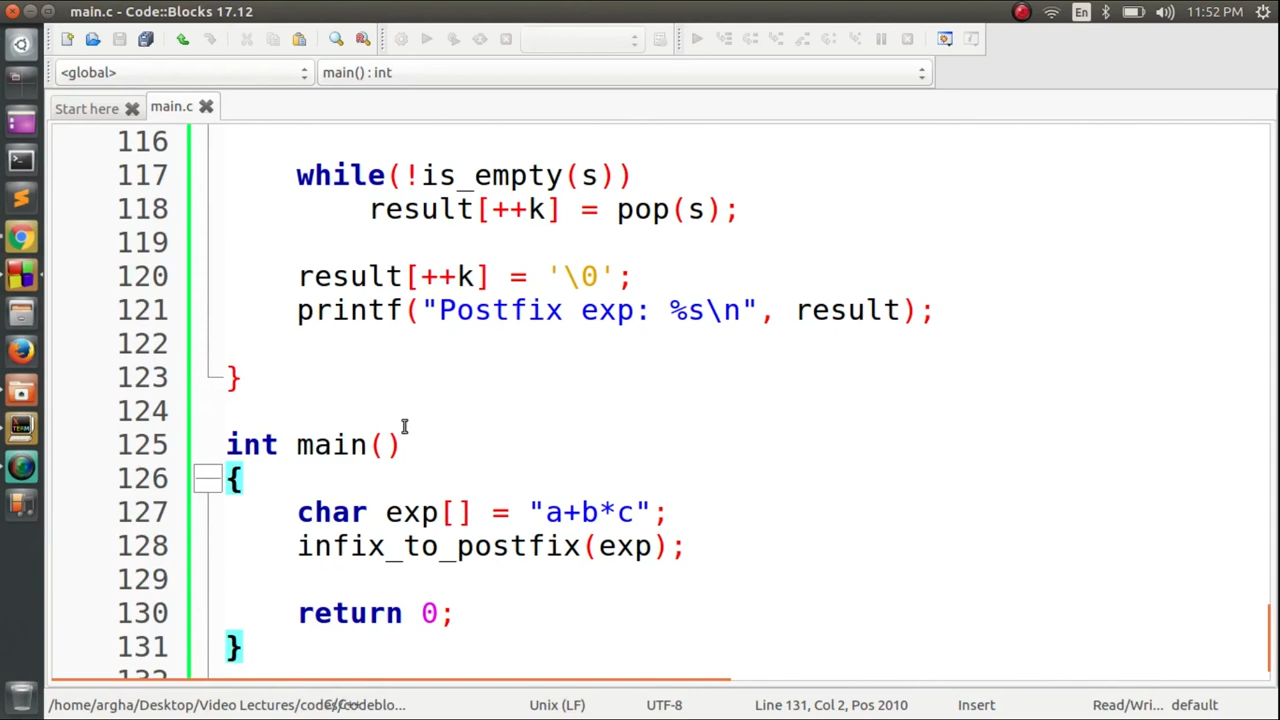 main.c - Code::Blocks 17.12
En
11:52 PM
<global>
main() : int
Start here
main.c
116
117 while(!is_empty(s))
118 result[++k] = pop(s);
119
120 result[++k] = '\0';
121 printf("Postfix exp: %s\n", result);
122
123 }
124
125 int main()
126 {
127 char exp[] = "a+b*c";
128 infix_to_postfix(exp);
129
130 return 0;
131 }
/home/argha/Desktop/Video Lectures/code
Unix (LF)
UTF-8
Line 131, Col 2, Pos 2010
Insert
Read/Wri...
default